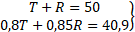 T + R = 50
0,8T + 0,85R = 40,9}